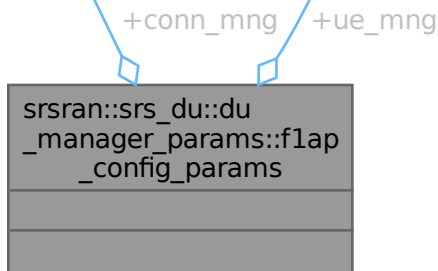 +conn_mng +ue_mng
srsran::srs_du::du
_manager_params::f1ap
_config_params